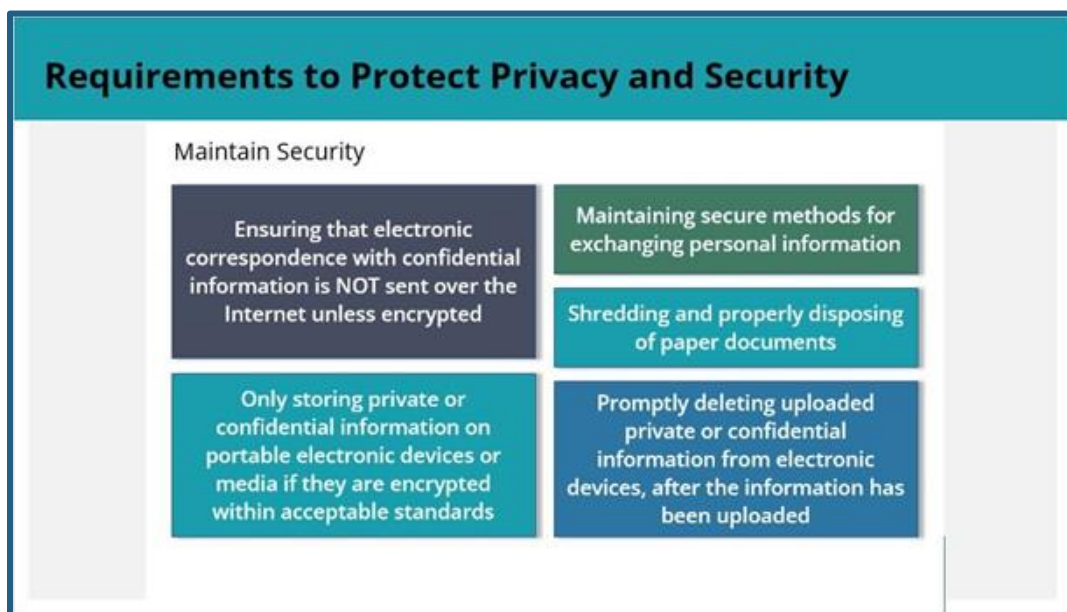 Requirements to Protect Privacy and Security
Maintain Security
Ensuring that electronic
correspondence with confidential
information is NOT sent over the
Internet unless encrypted
Only storing private or
confidential information on
portable electronic devices or
media if they are encrypted
within acceptable standards
Maintaining secure methods for
exchanging personal information
Shredding and properly disposing
of paper documents
Promptly deleting uploaded
private or confidential
information from electronic
devices, after the information has
been uploaded